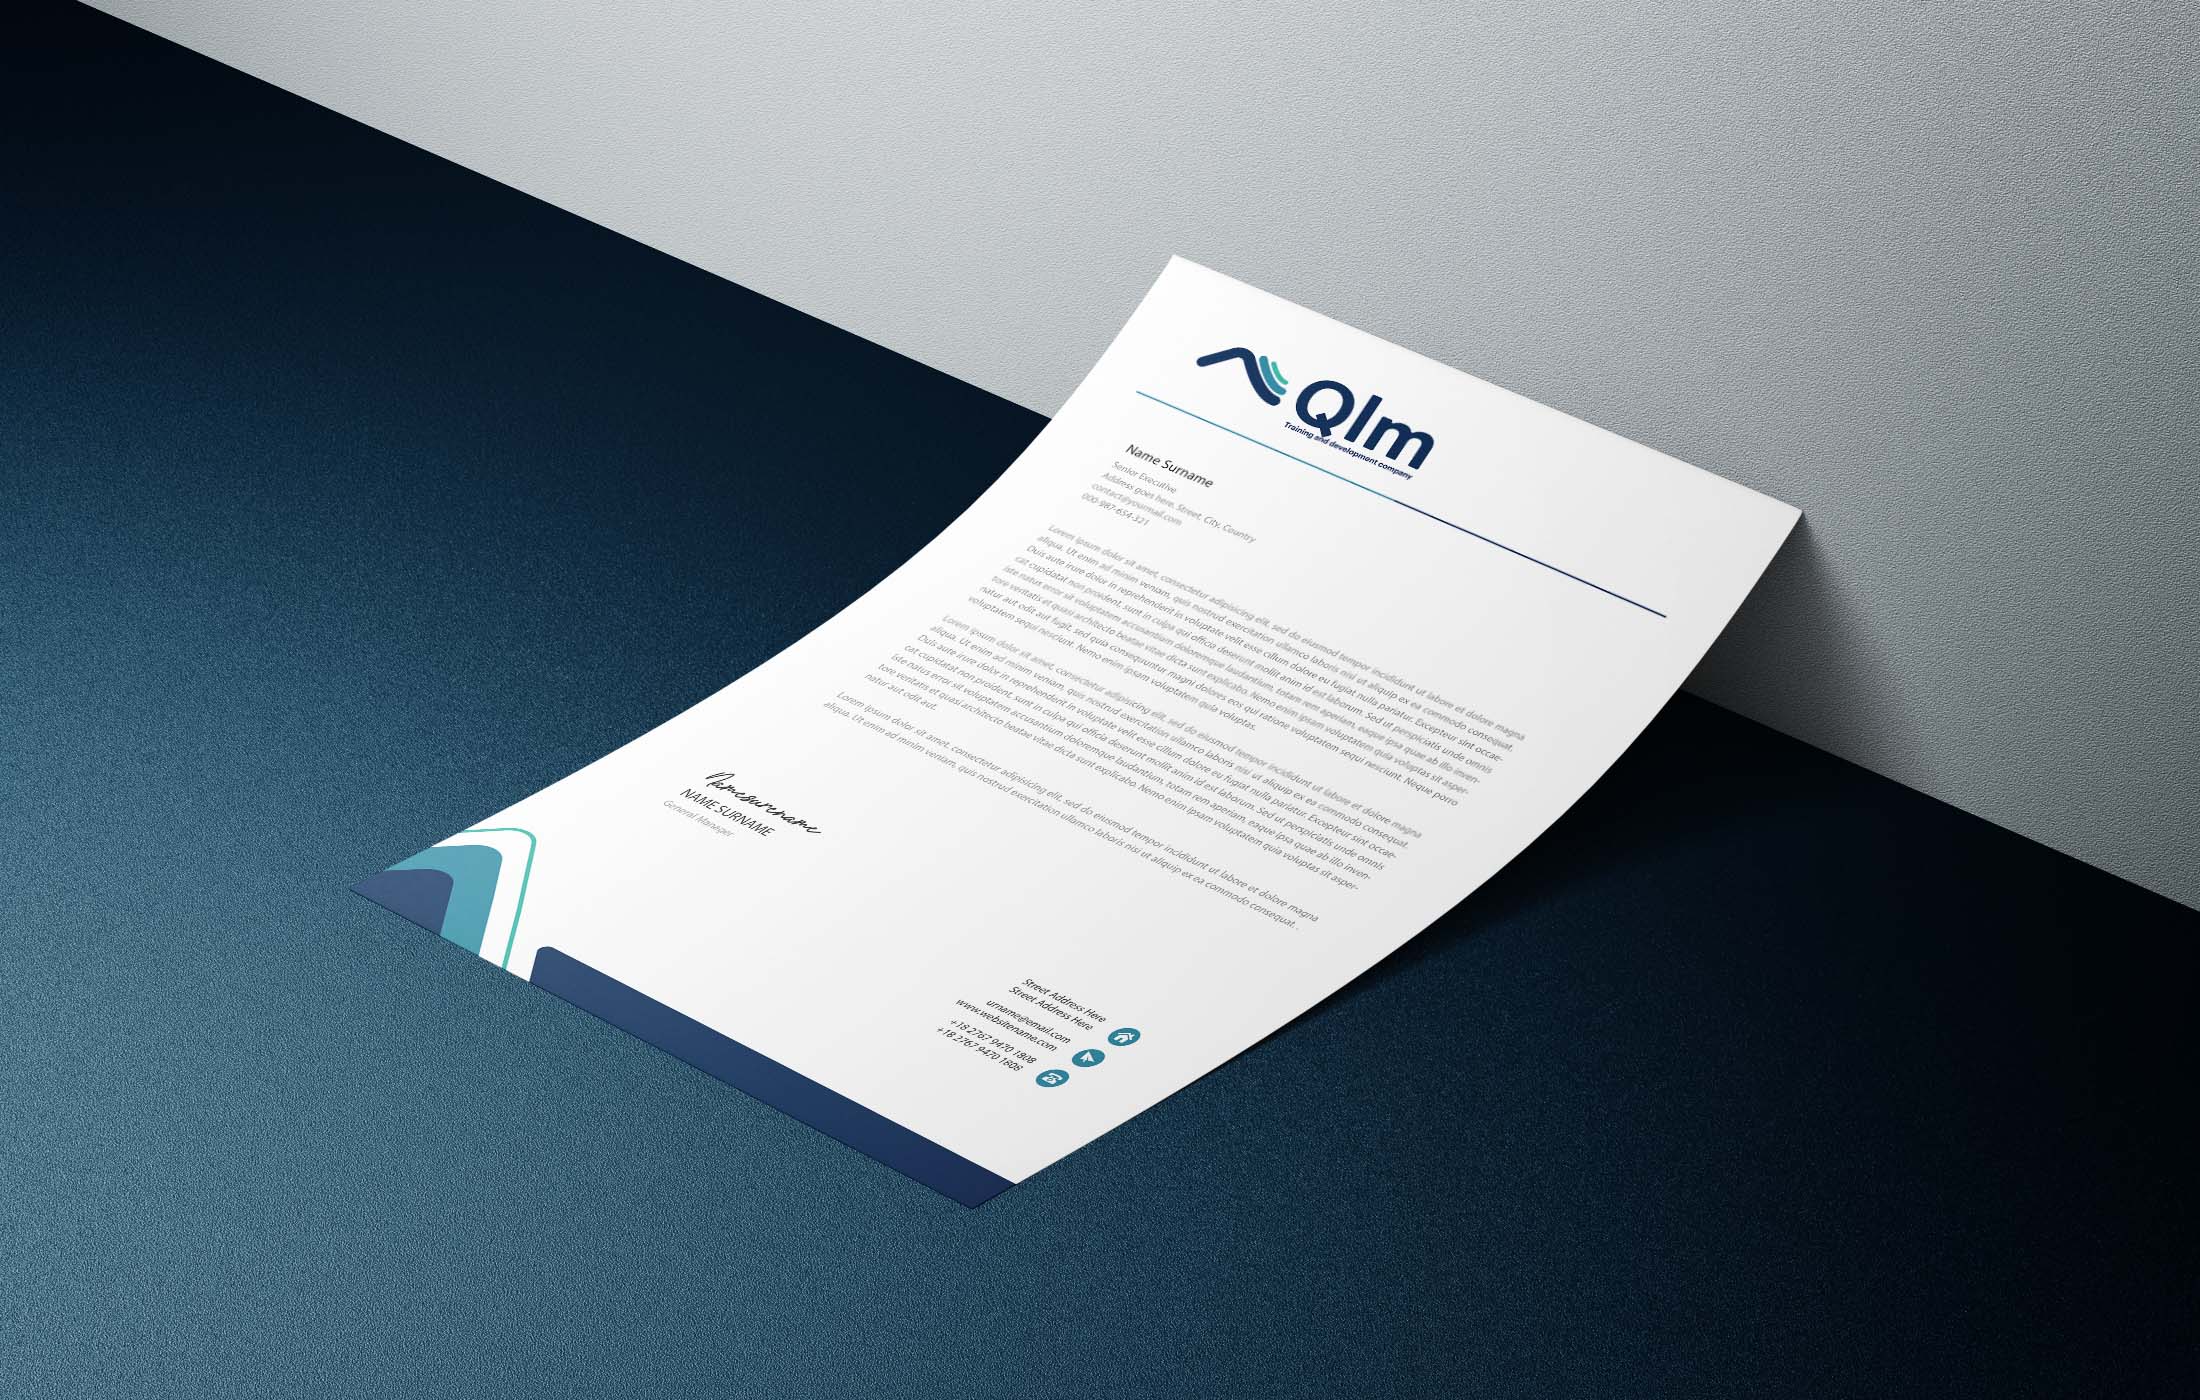 Qlm
Training and development company
Name Surname
Senior Executive
Address goes here, Street, City, Country
contact@yourmail.com
000-987-654-321
Lorem ipsum dolor sit amet, consectetur adipisicing elit, sed do eiusmod tempor incididunt ut labore et dolore magna
aliqua. Ut enim ad minim veniam, quis nostrud exercitation ullamco laboris nisi ut aliquip ex ea commodo consequat.
Duis aute irure dolor in reprehenderit in voluptate velit esse cillum dolore eu fugiat nulla pariatur. Excepteur sint occae-
cat cupidatat non proident, sunt in culpa qui officia deserunt mollit anim id est laborum. Sed ut perspiciatis unde omnis
iste natus error sit voluptatem accusantium doloremque laudantium, totam rem aperiam, eaque ipsa quae ab illo inven-
tore veritatis et quasi architecto beatae vitae dicta sunt explicabo. Nemo enim ipsam voluptatem quia voluptas sit asper-
natur aut odit aut fugit, sed quia consequuntur magni dolores eos qui ratione voluptatem sequi nesciunt. Neque porro
voluptatem sequi nesciunt. Nemo enim ipsam voluptatem quia voluptas.
Lorem ipsum dolor sit amet, consectetur adipisicing elit, sed do eiusmod tempor incididunt ut labore et dolore magna
aliqua. Ut enim ad minim veniam, quis nostrud exercitation ullamco laboris nisi ut aliquip ex ea commodo consequat.
Duis aute irure dolor in reprehenderit in voluptate velit esse cillum dolore eu fugiat nulla pariatur. Excepteur sint occae-
cat cupidatat non proident, sunt in culpa qui officia deserunt mollit anim id est laborum. Sed ut perspiciatis unde omnis
iste natus error sit voluptatem accusantium doloremque laudantium, totam rem aperiam, eaque ipsa quae ab illo inven-
tore veritatis et quasi architecto beatae vitae dicta sunt explicabo. Nemo enim ipsam voluptatem quia voluptas sit asper-
natur aut odit aut.
Lorem ipsum dolor sit amet, consectetur adipisicing elit, sed do eiusmod tempor incididunt ut labore et dolore magna
aliqua. Ut enim ad minim veniam, quis nostrud exercitation ullamco laboris nisi ut aliquip ex ea commodo consequat. .
Namesurename
NAME SURNAME
General Manager
Street Address Here
Street Address Here
urname@email.com
www.websitename.com
+18 2767 9470 1808
+18 2767 9470 1808